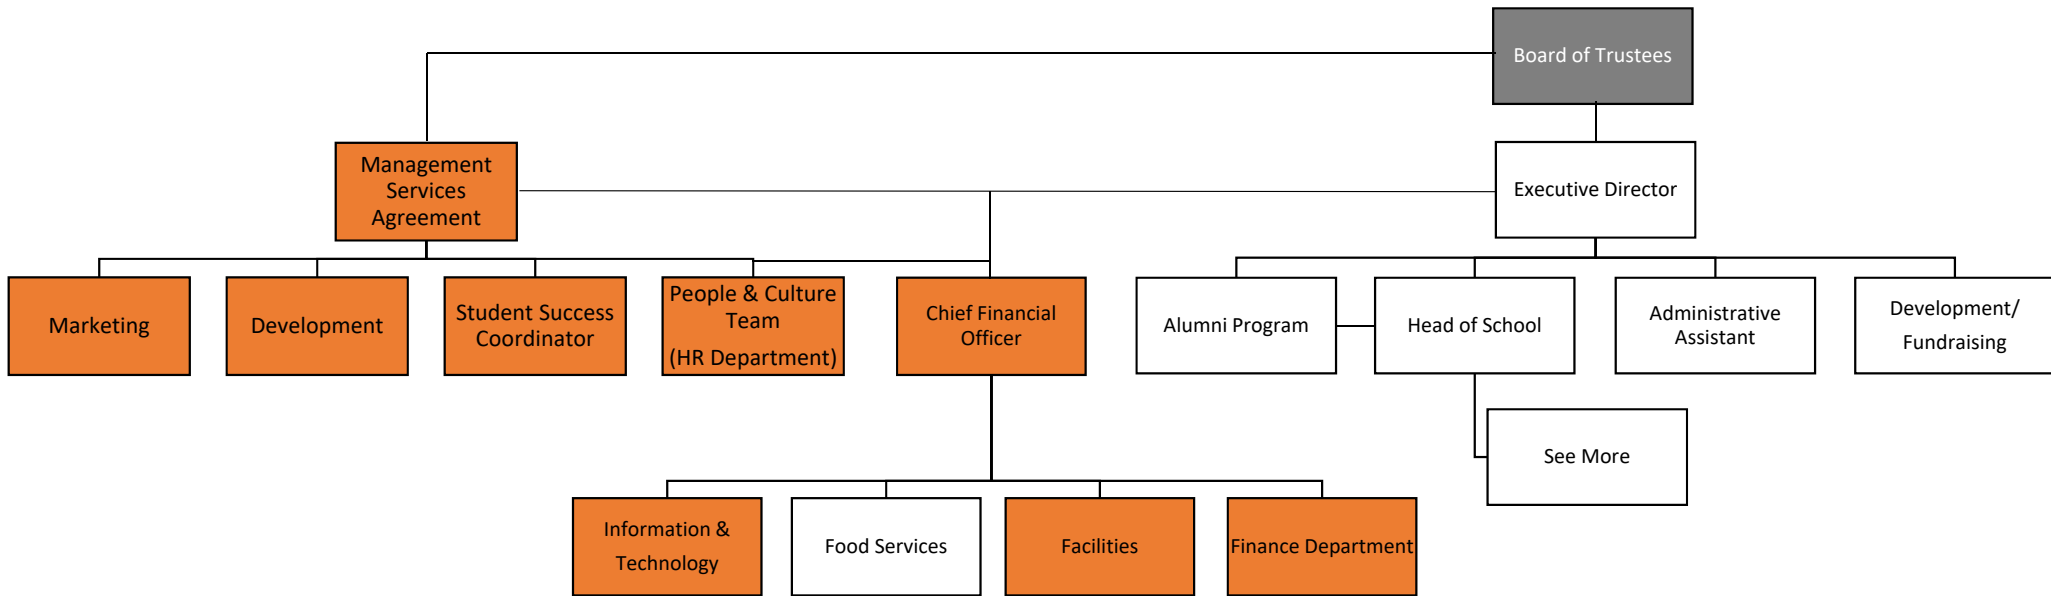 Board of Trustees
Management
Services
Agreement
Executive Director
Marketing
Development
Student Success
Coordinator
People & Culture
Team
(HR Department)
Chief Financial
Officer
Alumni Program
Head of School
Administrative
Assistant
Development/
Fundraising
See More
Information &
Technology
Food Services
Facilities
Finance Department